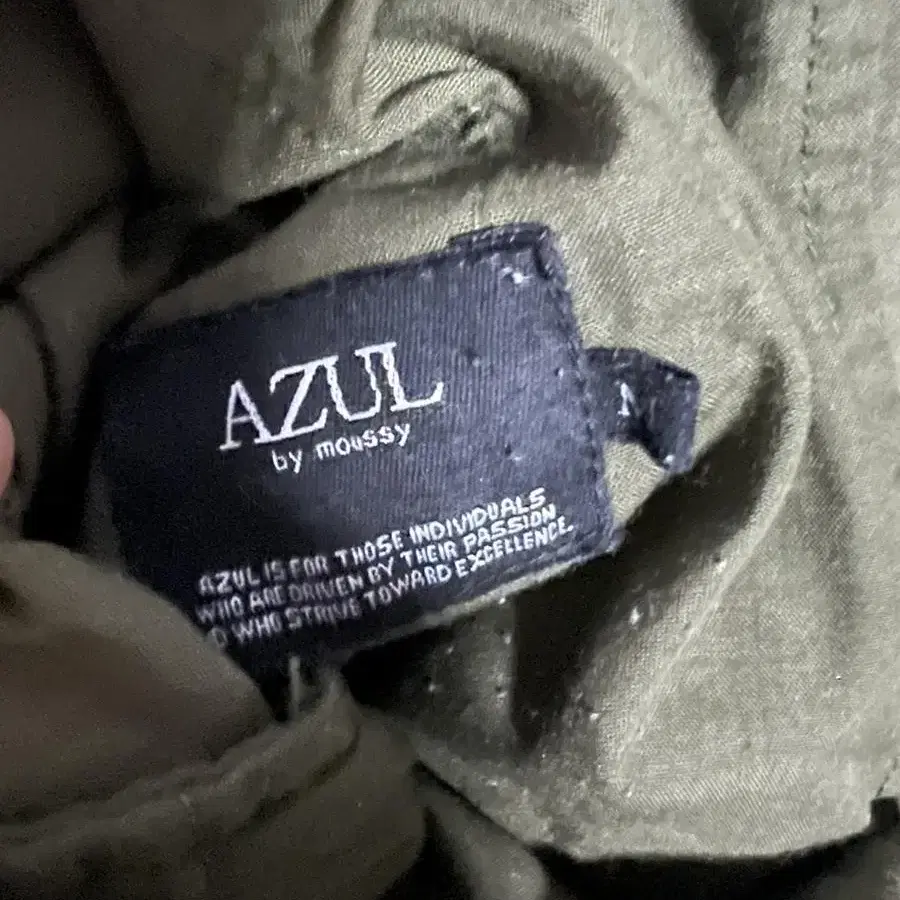 AZUL
by moussy
M
AZUL IS FOR THOSE INDIVIDUALS
WHO ARE DRIVEN BY THEIR PASSION
WHO STRIVE TOWARD EXCELLENCE.